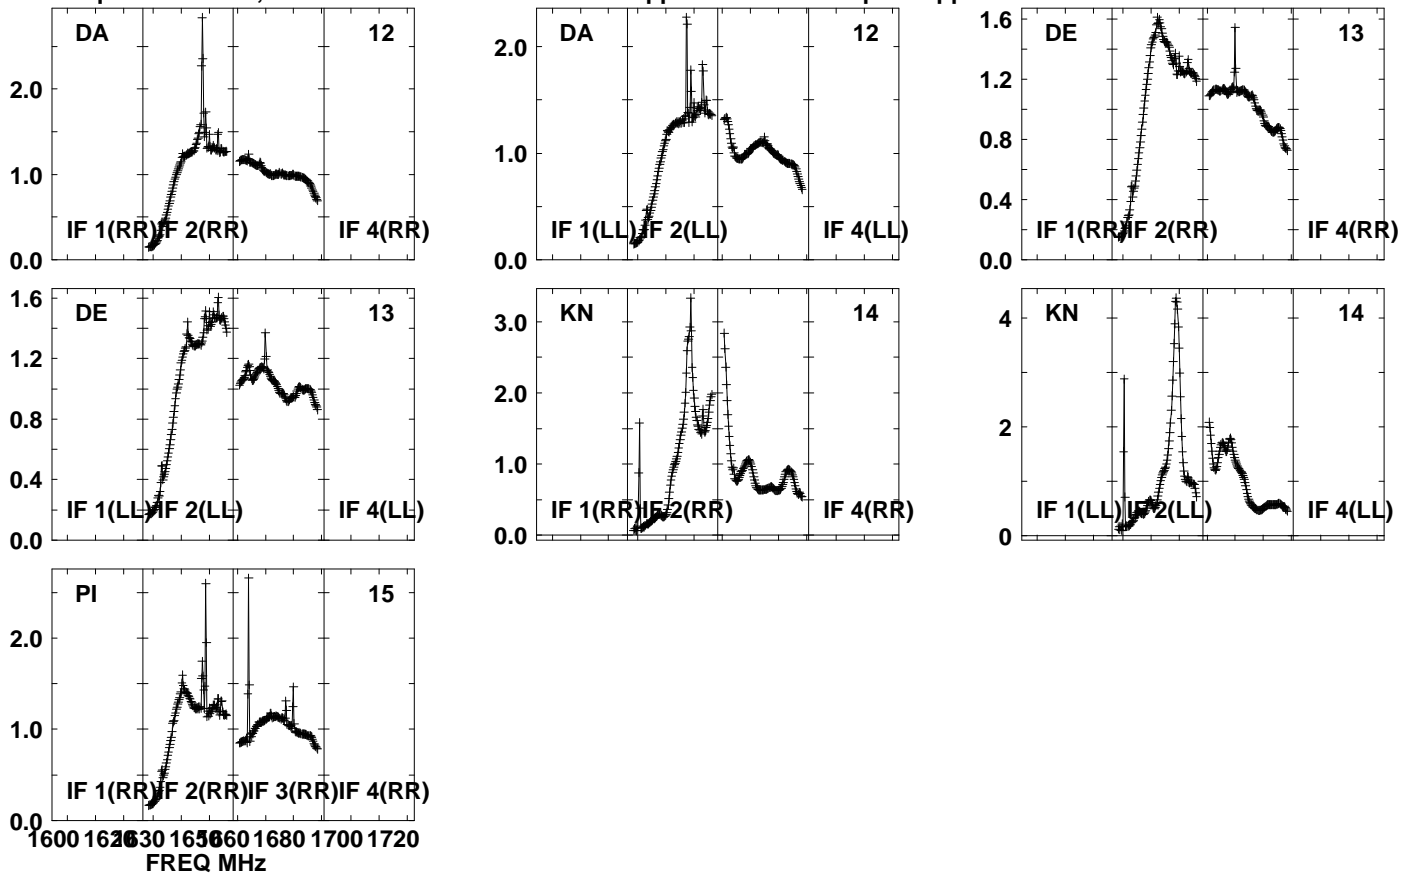 DA 12 DA 12 DE 13
1.6
2.0
2.0 1.2
1.0 1.0 0.8
0.4
IF 1(RR) IF 2(RR) IF 4(RR) IF 1(LL) IF 2(LL) IF 4(LL) IF 1(RR) IF 2(RR) IF 4(RR)
0.0 0.0 0.0
DE 13 KN 14 KN 14
1.6 3.0 4
1.2 2.0
0.8 2
1.0
0.4
IF 1(LL) IF 2(LL) IF 4(LL) IF 1(RR) IF 2(RR) IF 4(RR) IF 1(LL) IF 2(LL) IF 4(LL)
0.0 0.0 0
PI 15
2.0
1.0
IF 1(RR) IF 2(RR) IF 3(RR) IF 4(RR)
0.0
1600 1620 1630 1650 1660 1680 1700 1720
FREQ MHz